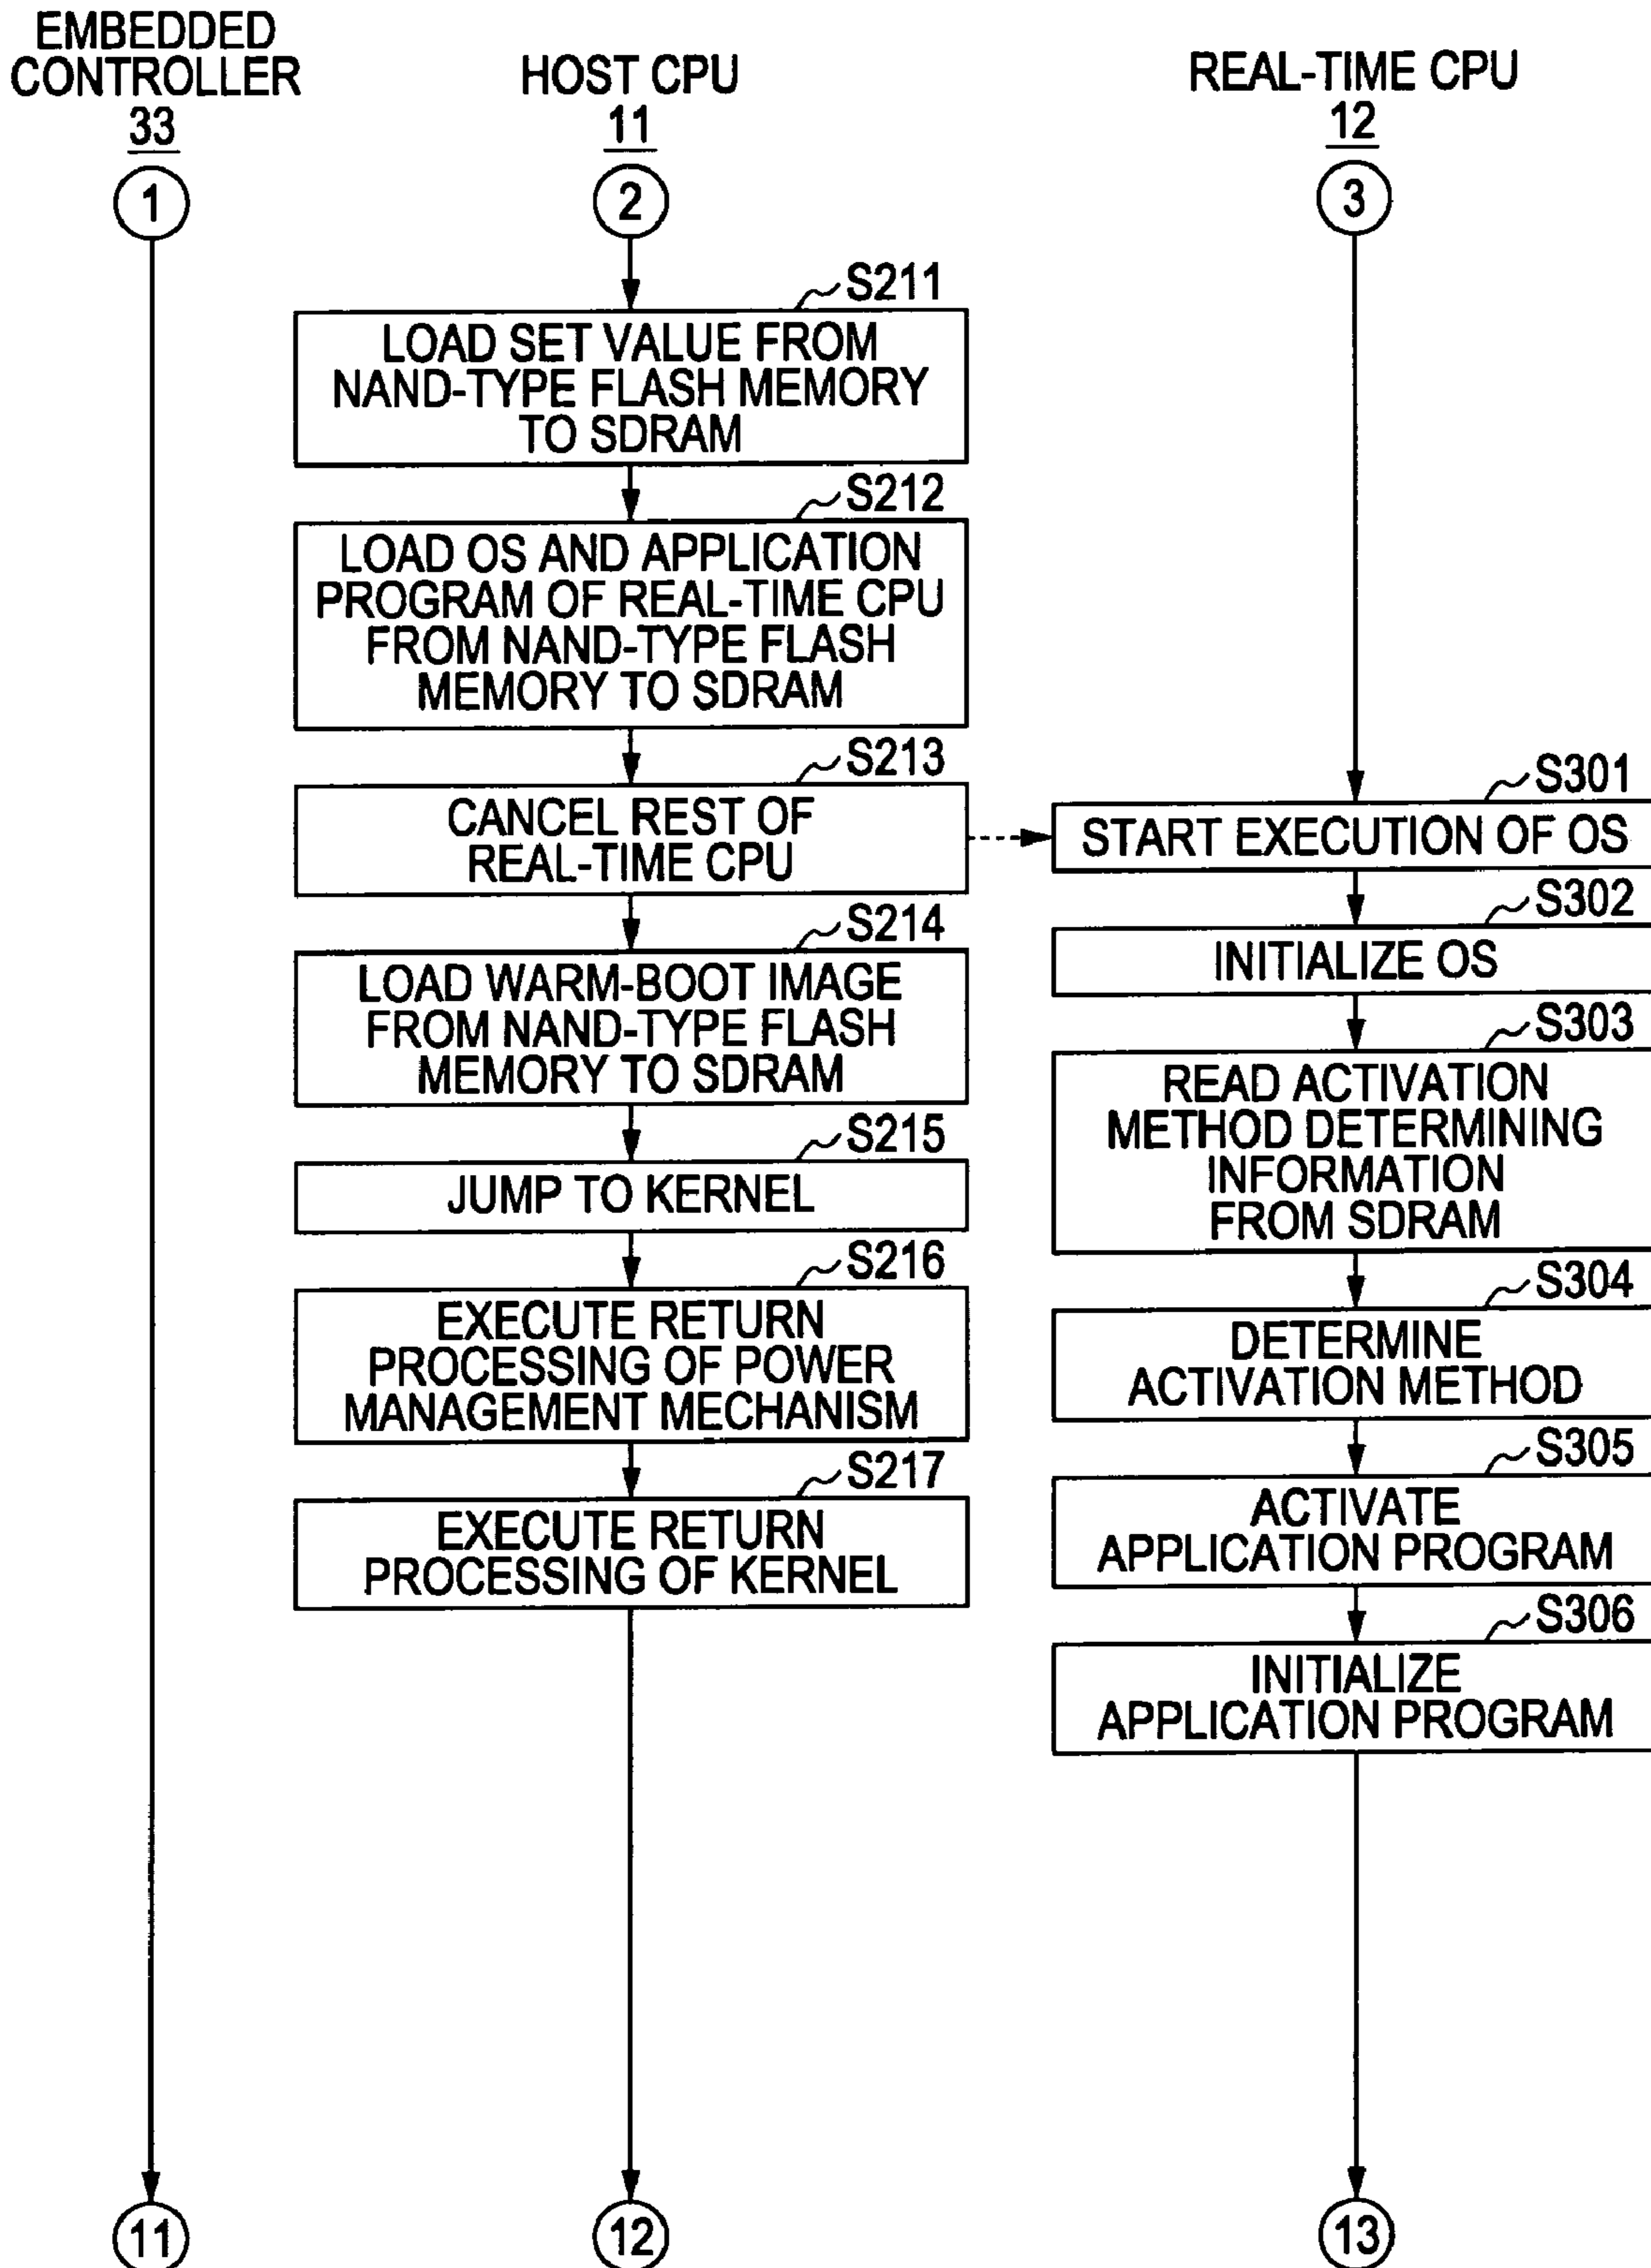 EMBEDDED
CONTROLLER
33
1
HOST CPU
11
2
REAL-TIME CPU
12
3
S211
LOAD SET VALUE FROM
NAND-TYPE FLASH MEMORY
TO SDRAM
S212
LOAD OS AND APPLICATION
PROGRAM OF REAL-TIME CPU
FROM NAND-TYPE FLASH
MEMORY TO SDRAM
S213
CANCEL REST OF
REAL-TIME CPU
S214
LOAD WARM-BOOT IMAGE
FROM NAND-TYPE FLASH
MEMORY TO SDRAM
S215
JUMP TO KERNEL
S216
EXECUTE RETURN
PROCESSING OF POWER
MANAGEMENT MECHANISM
S217
EXECUTE RETURN
PROCESSING OF KERNEL
S301
START EXECUTION OF OS
S302
INITIALIZE OS
S303
READ ACTIVATION
METHOD DETERMINING
INFORMATION
FROM SDRAM
S304
DETERMINE
ACTIVATION METHOD
S305
ACTIVATE
APPLICATION PROGRAM
S306
INITIALIZE
APPLICATION PROGRAM
11
12
13